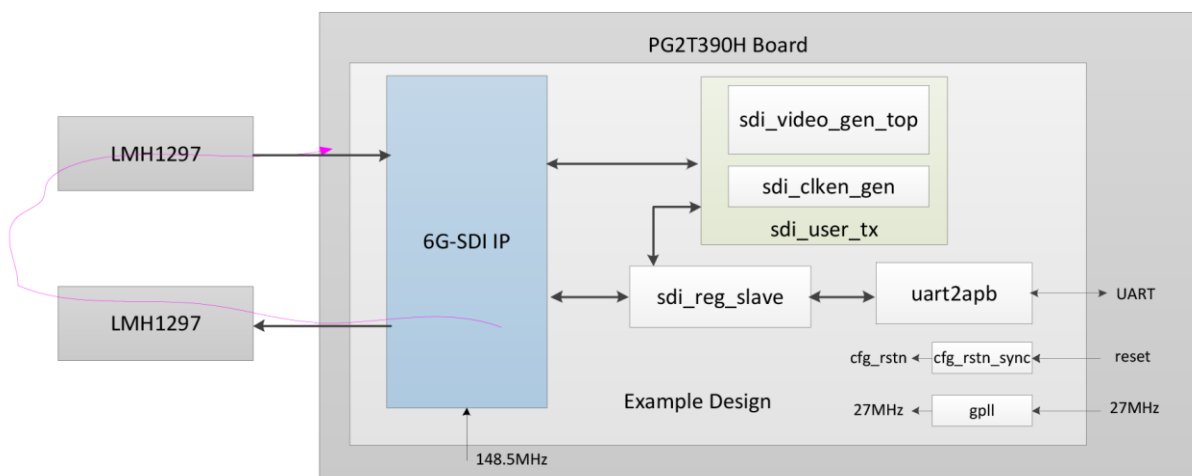 PG2T390H Board
sdi_video_gen_top
LMH1297
sdi_clken_gen
6G-SDI IP
sdi_user_tx
sdi_reg_slave
uart2apb
UART
LMH1297
cfg_rstn
cfg_rstn_sync
reset
Example Design
27MHz
gpll
27MHz
148.5MHz